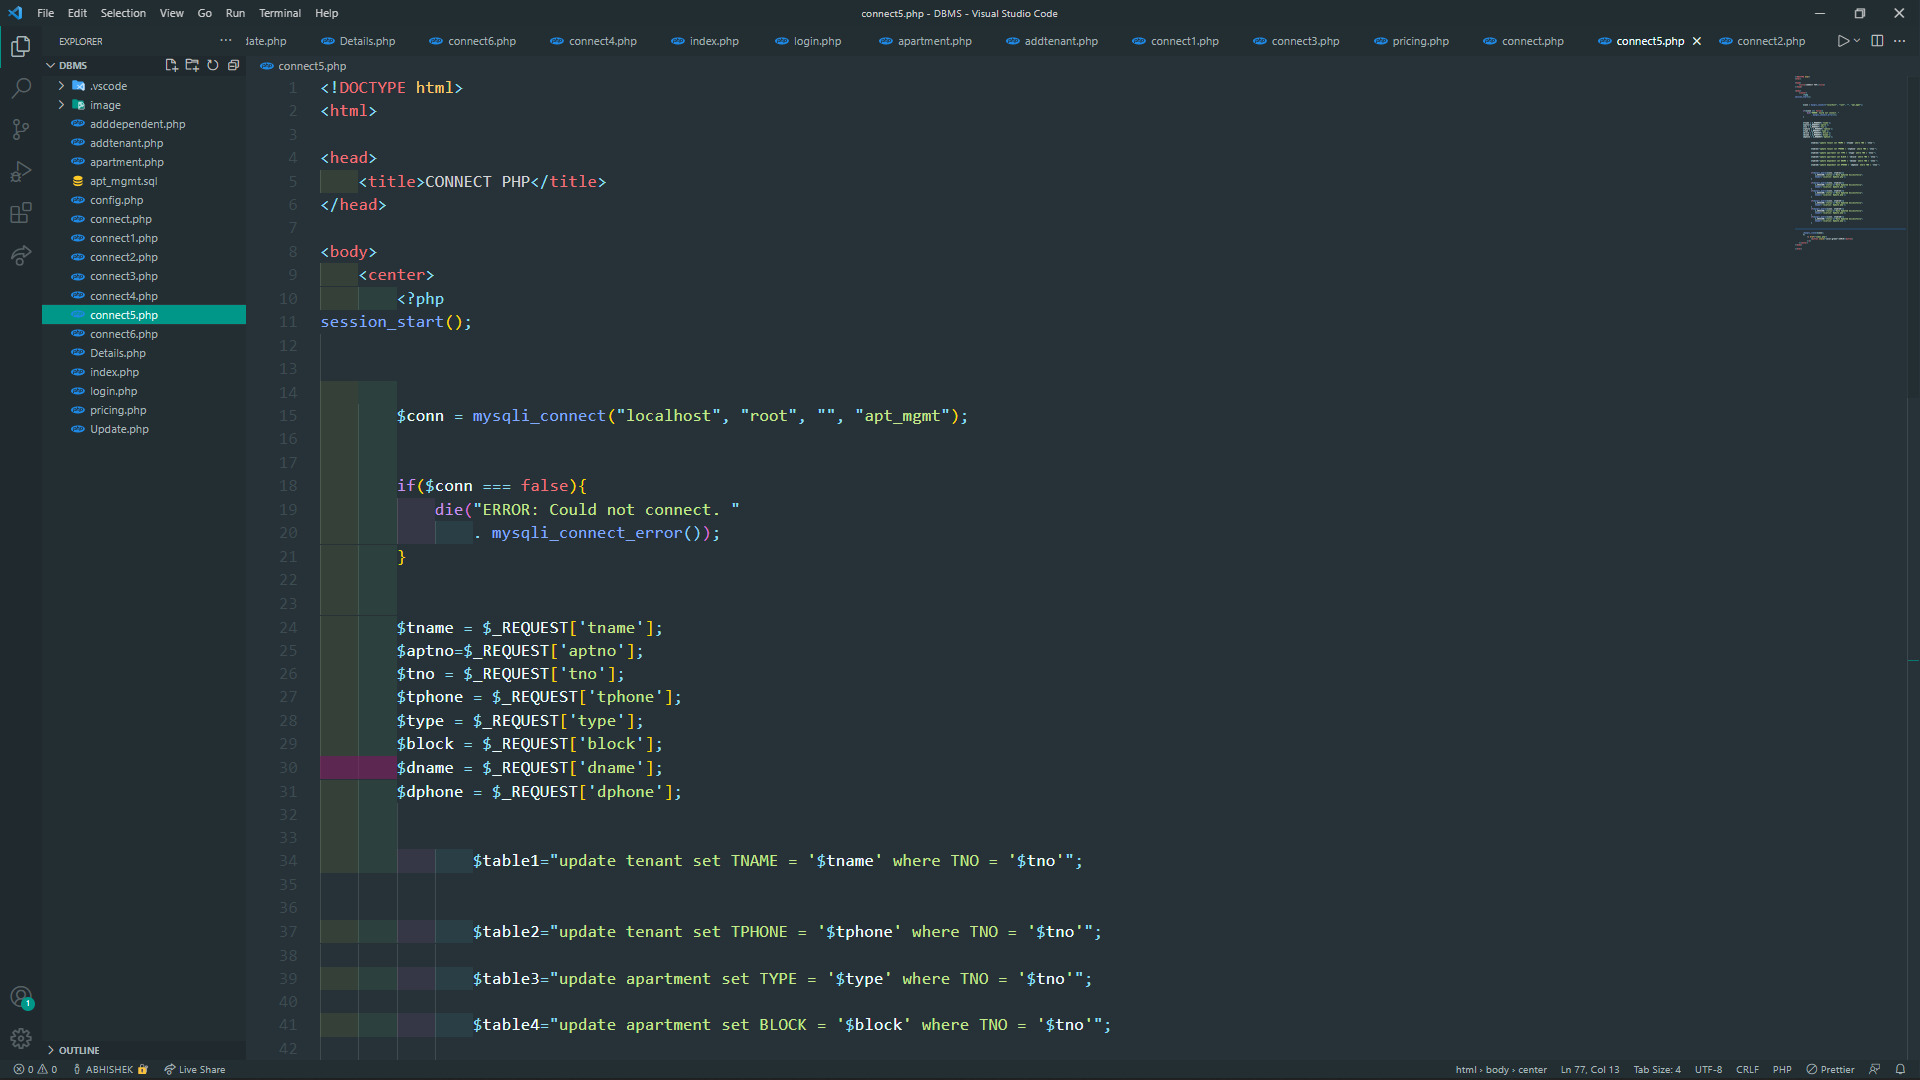 File Edit Selection View Go Run Terminal Help
connect5.php - DBMS - Visual Studio Code
EXPLORER
date.php Details.php connect6.php connect4.php index.php login.php apartment.php addtenant.php connect1.php connect3.php pricing.php connect.php connect5.php connect2.php
DBMS
.vscode
image
adddependent.php
addtenant.php
apartment.php
apt_mgmt.sql
config.php
connect.php
connect1.php
connect2.php
connect3.php
connect4.php
connect5.php
connect6.php
Details.php
index.php
login.php
pricing.php
Update.php
OUTLINE
connect5.php
1 <!DOCTYPE html>
2 <html>
3
4 <head>
5 <title>CONNECT PHP</title>
6 </head>
7
8 <body>
9 <center>
10 <?php
11 session_start();
12
13
14
15 $conn = mysqli_connect("localhost", "root", "", "apt_mgmt");
16
17
18 if($conn === false){
19 die("ERROR: Could not connect. "
20 . mysqli_connect_error());
21 }
22
23
24 $tname = $_REQUEST['tname'];
25 $aptno=$_REQUEST['aptno'];
26 $tno = $_REQUEST['tno'];
27 $tphone = $_REQUEST['tphone'];
28 $type = $_REQUEST['type'];
29 $block = $_REQUEST['block'];
30 $dname = $_REQUEST['dname'];
31 $dphone = $_REQUEST['dphone'];
32
33
34 $table1="update tenant set TNAME = '$tname' where TNO = '$tno'";
35
36
37 $table2="update tenant set TPHONE = '$tphone' where TNO = '$tno'";
38
39 $table3="update apartment set TYPE = '$type' where TNO = '$tno'";
40
41 $table4="update apartment set BLOCK = '$block' where TNO = '$tno'";
42
1
0 0 ABHISHEK Live Share
html › body › center Ln 77, Col 13 Tab Size: 4 UTF-8 CRLF PHP Prettier